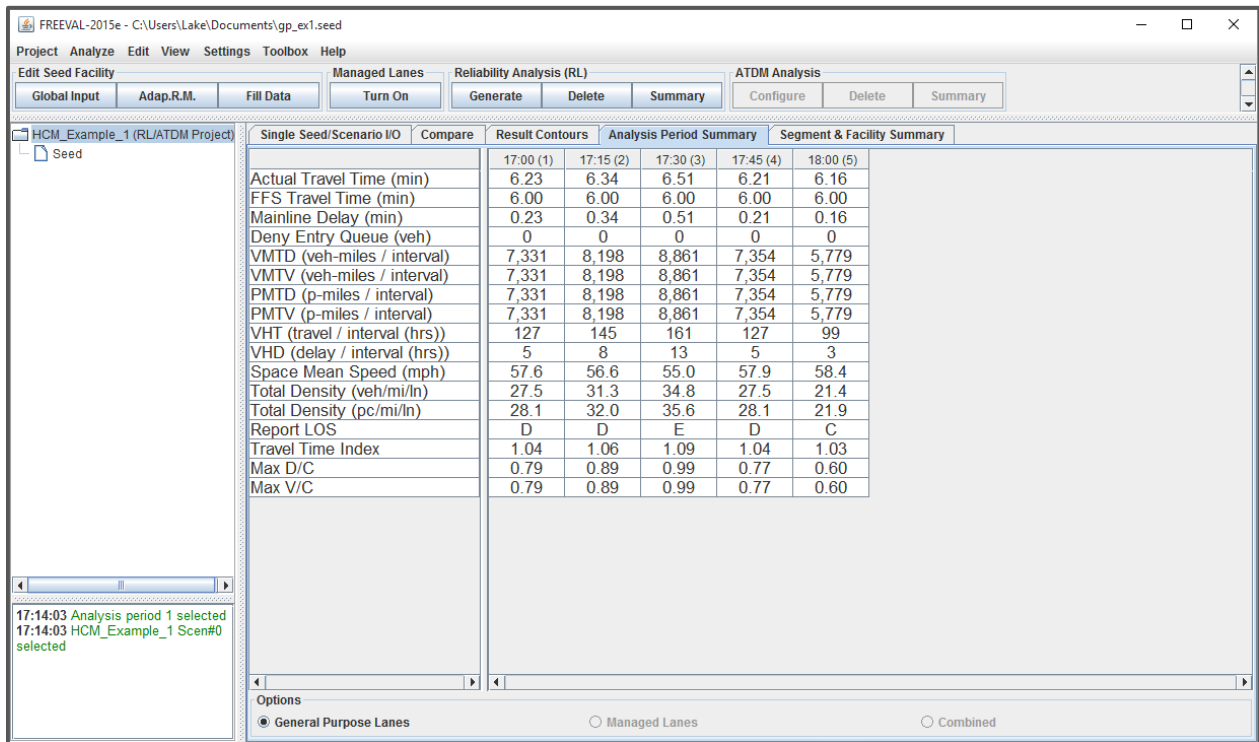 FREEVAL-2015e - C:\Users\Lake\Documents\gp_ex1.seed
Project Analyze Edit View Settings Toolbox Help
Edit Seed Facility Managed Lanes Reliability Analysis (RL) ATDM Analysis
Global Input Adap.R.M. Fill Data Turn On Generate Delete Summary Configure Delete Summary
HCM_Example_1 (RL/ATDM Project)
Seed
Single Seed/Scenario I/O Compare Result Contours Analysis Period Summary Segment & Facility Summary
17:00 (1) 17:15 (2) 17:30 (3) 17:45 (4) 18:00 (5)
Actual Travel Time (min) 6.23 6.34 6.51 6.21 6.16
FFS Travel Time (min) 6.00 6.00 6.00 6.00 6.00
Mainline Delay (min) 0.23 0.34 0.51 0.21 0.16
Deny Entry Queue (veh) 0 0 0 0 0
VMTD (veh-miles / interval) 7,331 8,198 8,861 7,354 5,779
VMTV (veh-miles / interval) 7,331 8,198 8,861 7,354 5,779
PMTD (p-miles / interval) 7,331 8,198 8,861 7,354 5,779
PMTV (p-miles / interval) 7,331 8,198 8,861 7,354 5,779
VHT (travel / interval (hrs)) 127 145 161 127 99
VHD (delay / interval (hrs)) 5 8 13 5 3
Space Mean Speed (mph) 57.6 56.6 55.0 57.9 58.4
Total Density (veh/mi/ln) 27.5 31.3 34.8 27.5 21.4
Total Density (pc/mi/ln) 28.1 32.0 35.6 28.1 21.9
Report LOS D D E D C
Travel Time Index 1.04 1.06 1.09 1.04 1.03
Max D/C 0.79 0.89 0.99 0.77 0.60
Max V/C 0.79 0.89 0.99 0.77 0.60
17:14:03 Analysis period 1 selected
17:14:03 HCM_Example_1 Scen#0
selected
Options
General Purpose Lanes Managed Lanes Combined